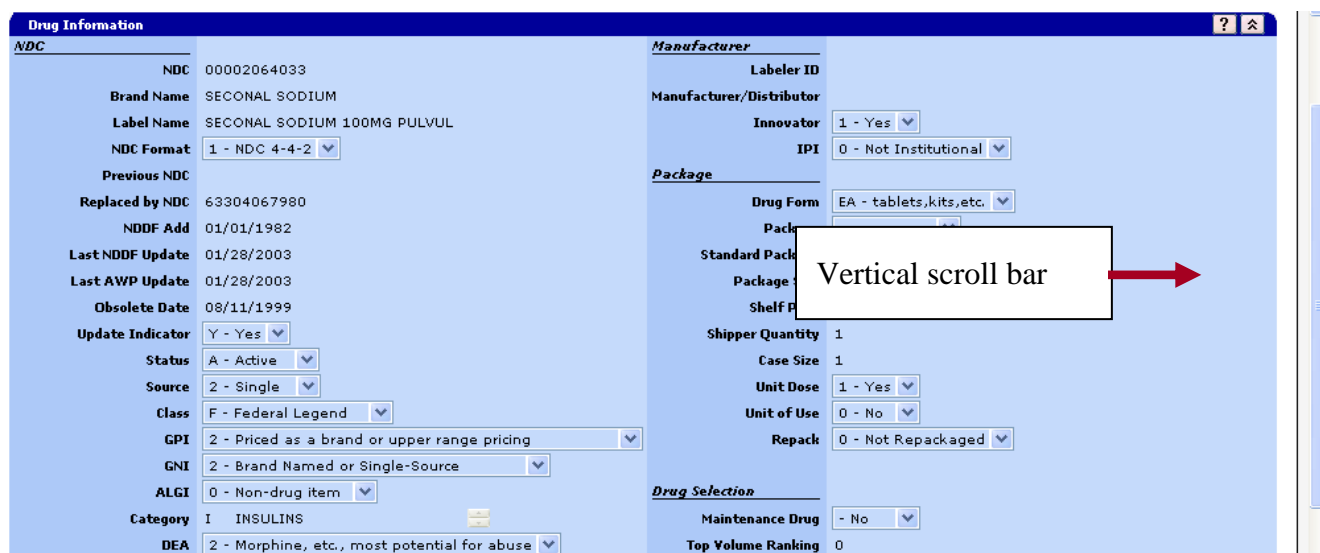 Drug Information ?
NDC
NDC 00002064033
Brand Name SECONAL SODIUM
Label Name SECONAL SODIUM 100MG PULVUL
NDC Format 1 - NDC 4-4-2
Previous NDC
Replaced by NDC 63304067980
NDDF Add 01/01/1982
Last NDDF Update 01/28/2003
Last AWP Update 01/28/2003
Obsolete Date 08/11/1999
Update Indicator Y - Yes
Status A - Active
Source 2 - Single
Class F - Federal Legend
GPI 2 - Priced as a brand or upper range pricing
GNI 2 - Brand Named or Single-Source
ALGI 0 - Non-drug item
Category I INSULINS
DEA 2 - Morphine, etc., most potential for abuse
Manufacturer
Labeler ID
Manufacturer/Distributor
Innovator 1 - Yes
IPI 0 - Not Institutional
Package
Drug Form EA - tablets,kits,etc.
Pack
Standard Pack
Package
Shelf
Vertical scroll bar
Shipper Quantity 1
Case Size 1
Unit Dose 1 - Yes
Unit of Use 0 - No
Repack 0 - Not Repackaged
Drug Selection
Maintenance Drug - No
Top Volume Ranking 0